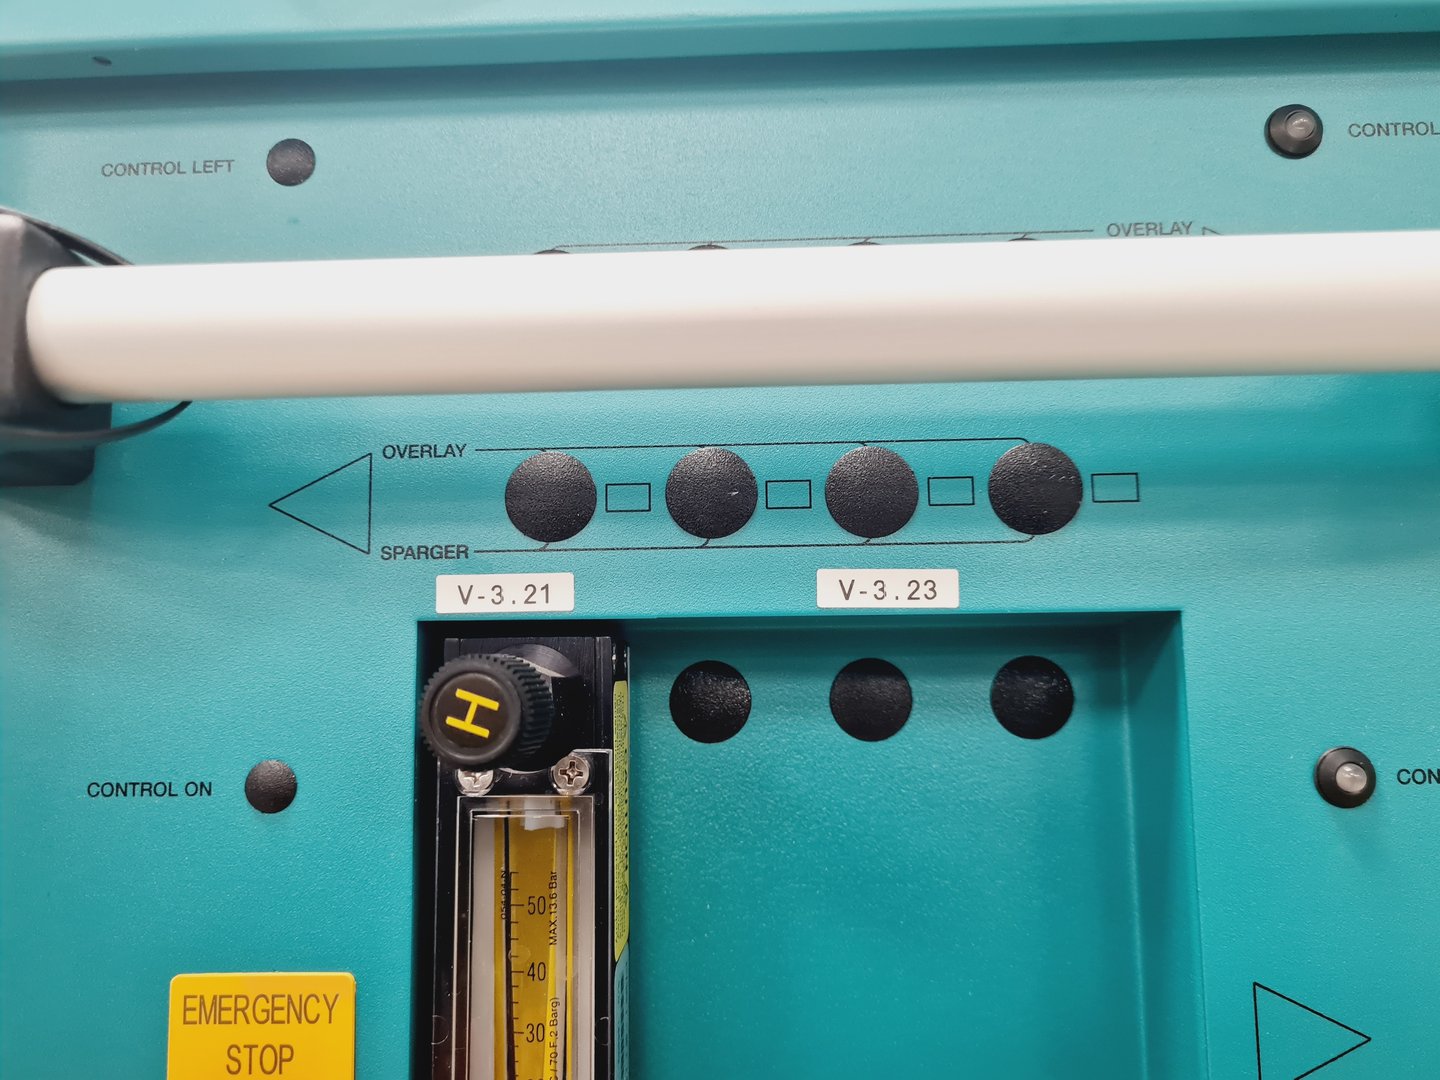 CONTROL LEFT
CONTROL
OVERLAY
OVERLAY
SPARGER
V-3.21
V-3.23
H
CONTROL ON
50
MAX.13.6 Bar
40
30
EMERGENCY
STOP